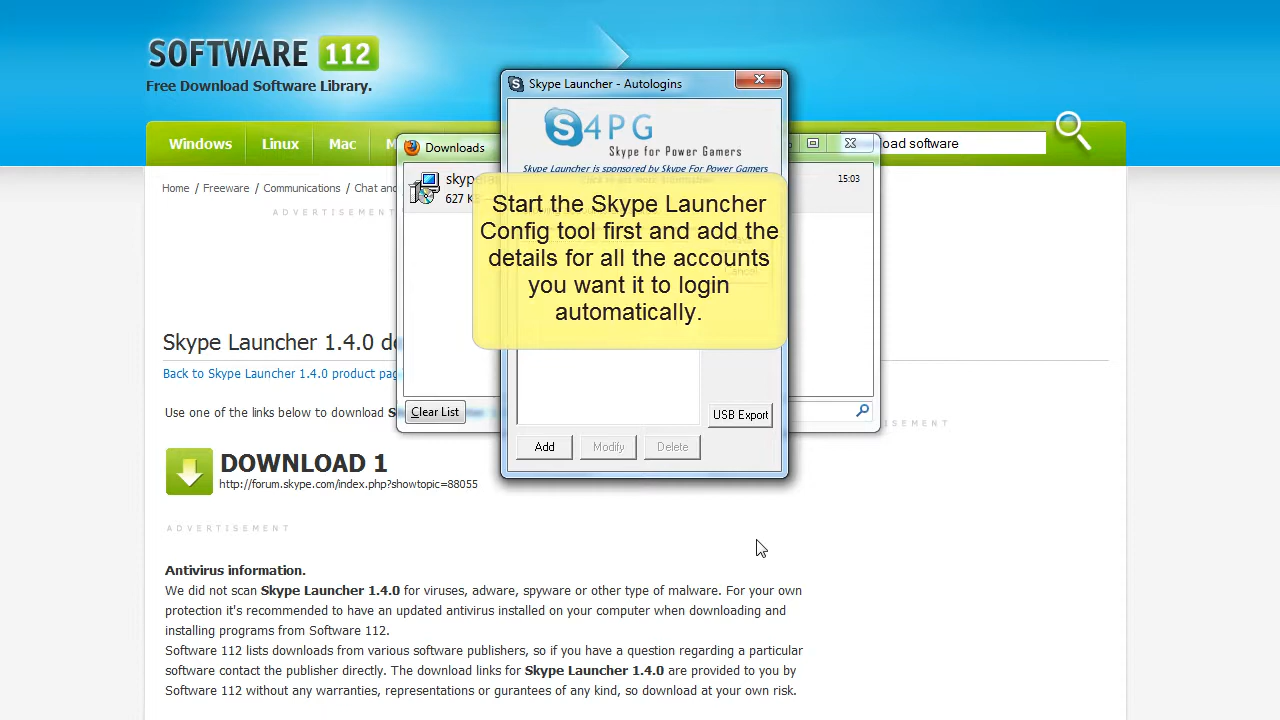 SOFTWARE 112
Free Download Software Library.
Windows Linux Mac M
load software
Home / Freeware / Communications / Chat and
ADVERTISEMENT
Downloads
skype
627 K
15:03
Clear List
Skype Launcher - Autologins
S4PG
Skype for Power Gamers
Skype Launcher is sponsored by Skype For Power Gamers
Start the Skype Launcher
Config tool first and add the
details for all the accounts
you want it to login
automatically.
USB Export
Add Modify Delete
Skype Launcher 1.4.0 do
Back to Skype Launcher 1.4.0 product pag
Use one of the links below to download S
ISEMENT
DOWNLOAD 1
http://forum.skype.com/index.php?showtopic=88055
ADVERTISEMENT
Antivirus information.
We did not scan Skype Launcher 1.4.0 for viruses, adware, spyware or other type of malware. For your own
protection it's recommended to have an updated antivirus installed on your computer when downloading and
installing programs from Software 112.
Software 112 lists downloads from various software publishers, so if you have a question regarding a particular
software contact the publisher directly. The download links for Skype Launcher 1.4.0 are provided to you by
Software 112 without any warranties, representations or gurantees of any kind, so download at your own risk.